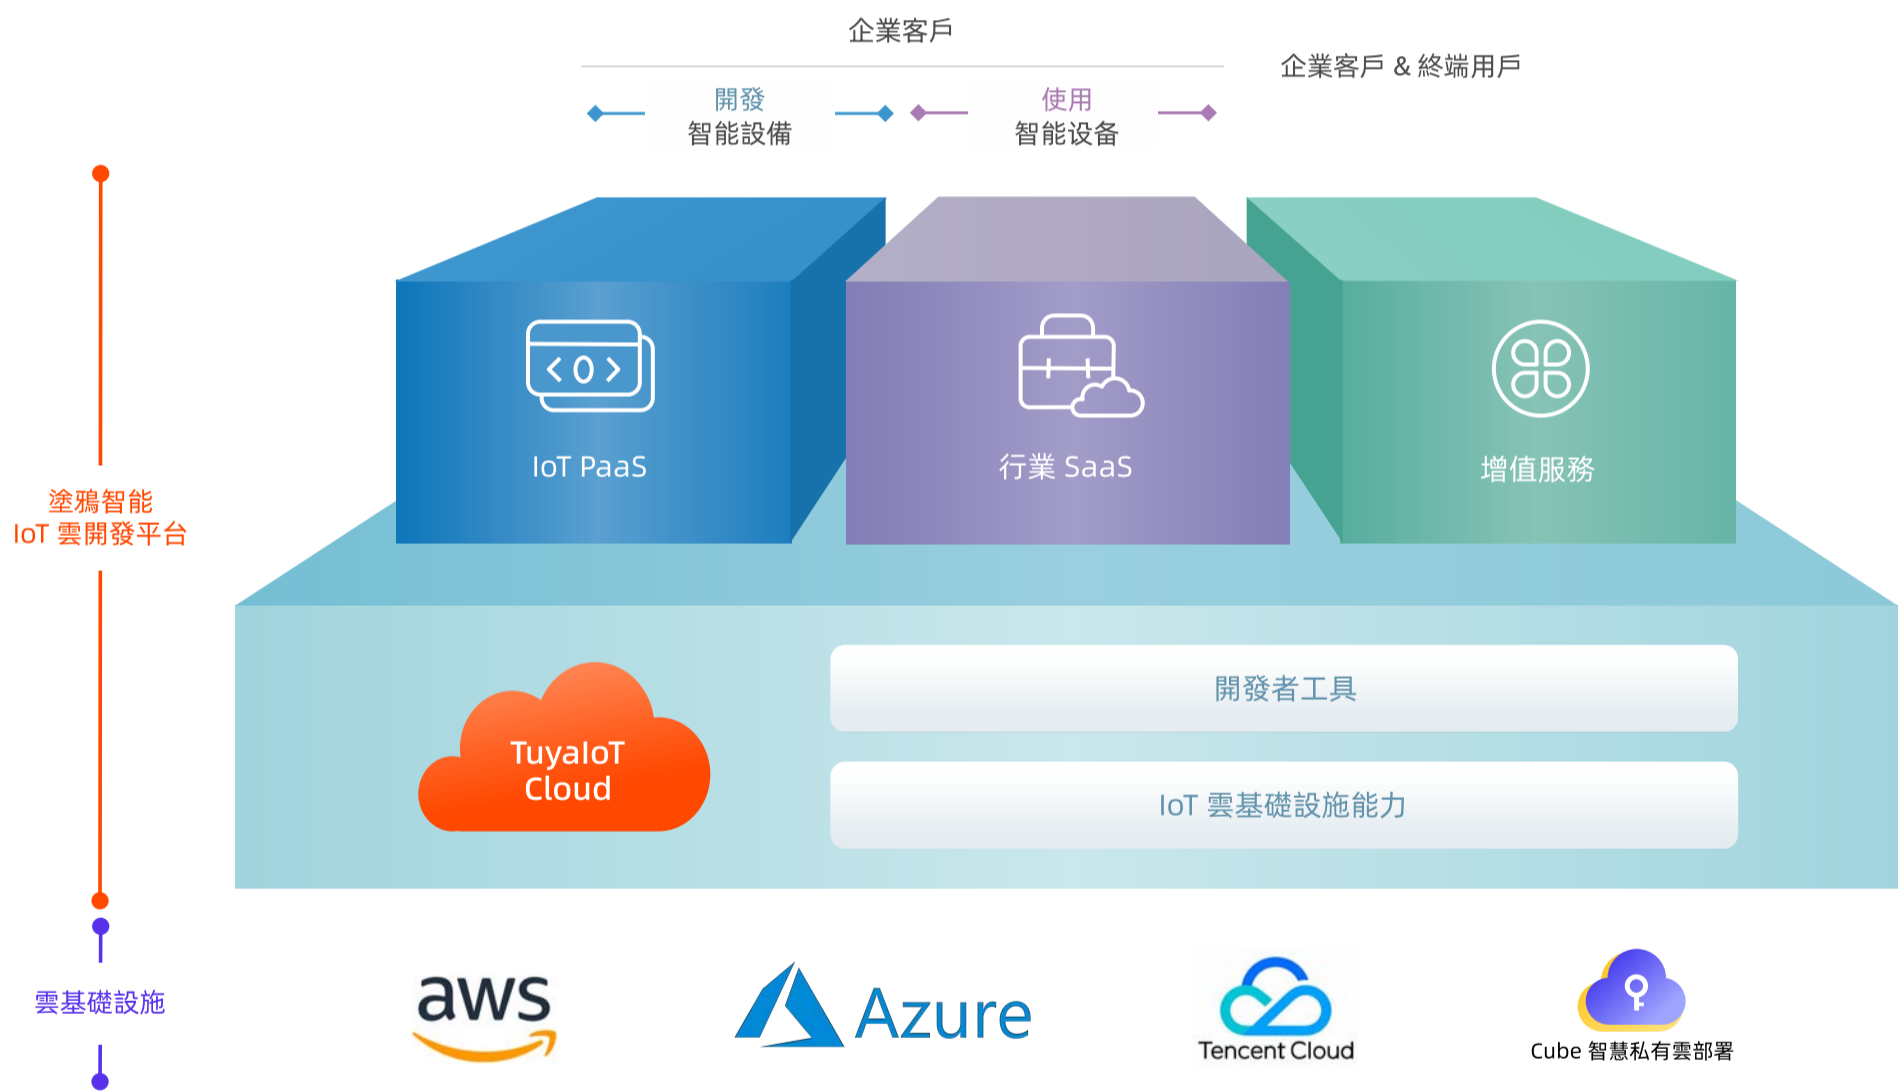 企業客戶
企業客戶 & 終端用戶
開發
智能設備
使用
智能设备
IoT PaaS
行業 SaaS
增值服務
塗鴉智能
IoT 雲開發平台
TuyaIoT
Cloud
開發者工具
IoT 雲基礎設施能力
雲基礎設施
aws
Azure
Tencent Cloud
Cube 智慧私有雲部署